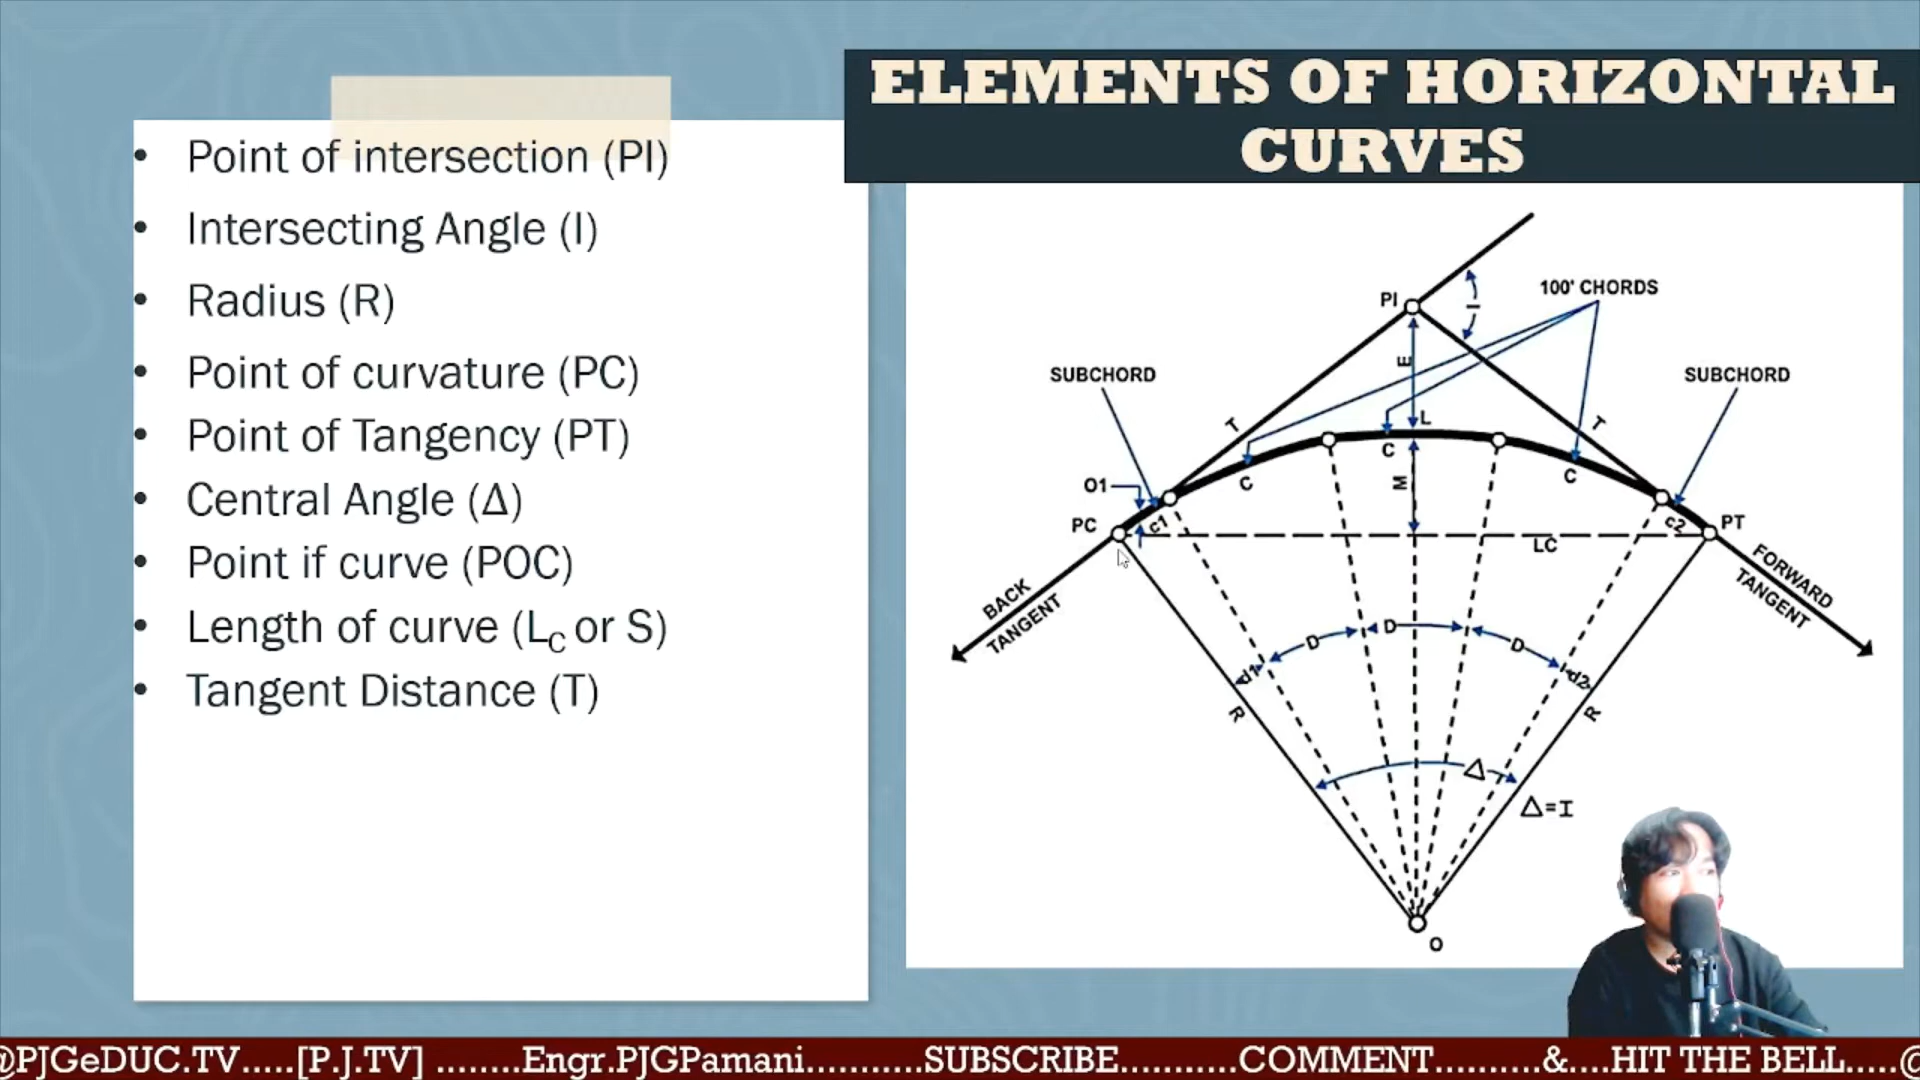 ELEMENTS OF HORIZONTAL
CURVES
• Point of intersection (PI)
• Intersecting Angle (I)
• Radius (R)
• Point of curvature (PC)
• Point of Tangency (PT)
• Central Angle (Δ)
• Point if curve (POC)
• Length of curve (LC or S)
• Tangent Distance (T)
PI
I
100' CHORDS
E
SUBCHORD
SUBCHORD
T
L
T
C
C
C
M
O1
PC
c1
c2
PT
LC
BACK
TANGENT
FORWARD
TANGENT
D
D
D
d1
d2
R
R
Δ
Δ=I
O
@PJGeDUC.TV.....[P.J.TV] ........Engr.PJGPamani...........SUBSCRIBE...........COMMENT..........&....HIT THE BELL.....@